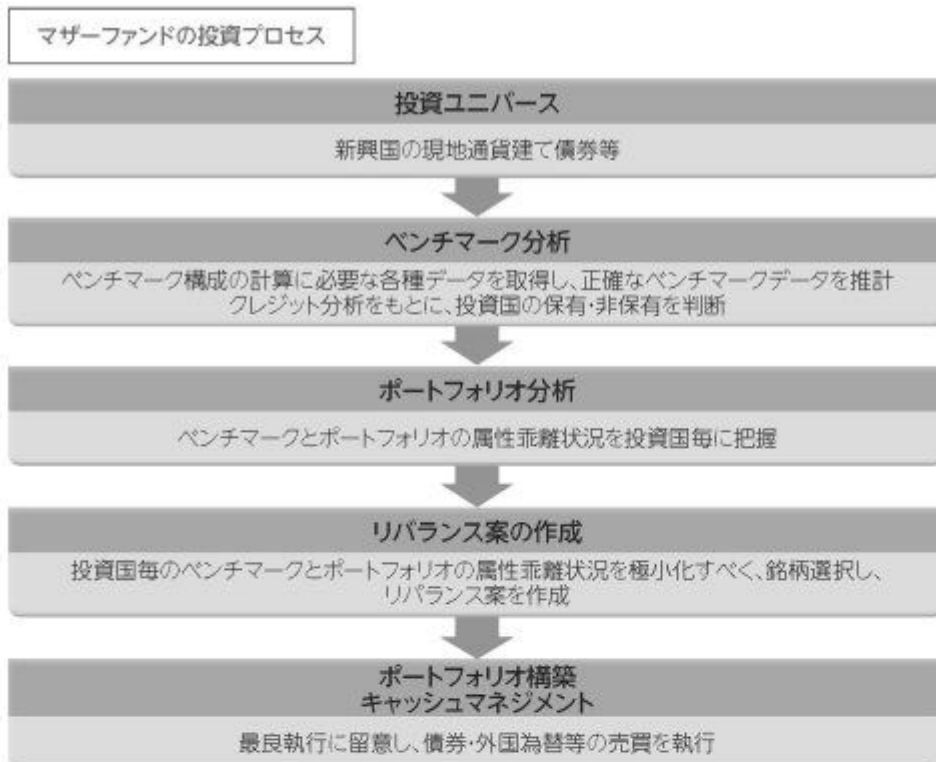 マザーファンドの投資プロセス
投資ユニバース
新興国の現地通貨建て債券等
ベンチマーク分析
ベンチマーク構成の計算に必要な各種データを取得し、正確なベンチマークデータを推計
クレジット分析をもとに、投資国の保有・非保有を判断
ポートフォリオ分析
ベンチマークとポートフォリオの属性乖離状況を投資国毎に把握
リバランス案の作成
投資国毎のベンチマークとポートフォリオの属性乖離状況を極小化すべく、銘柄選択し、
リバランス案を作成
ポートフォリオ構築
キャッシュマネジメント
最良執行に留意し、債券・外国為替等の売買を執行